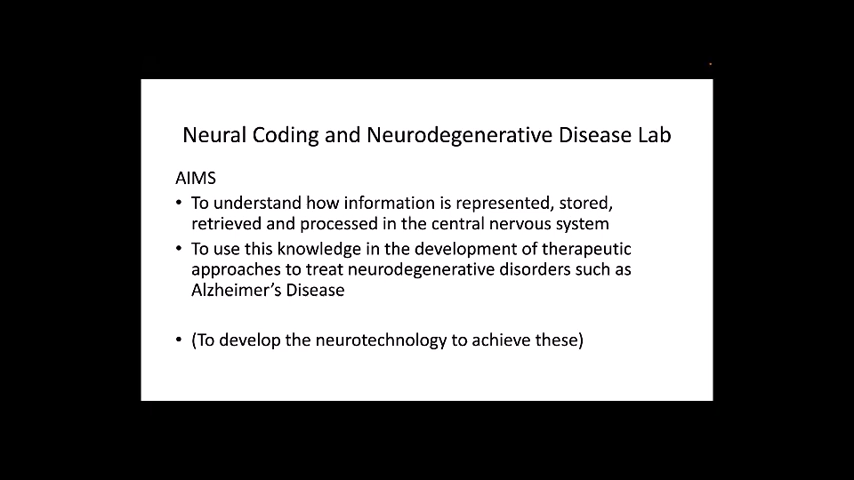 Neural Coding and Neurodegenerative Disease Lab
AIMS
• To understand how information is represented, stored,
retrieved and processed in the central nervous system
• To use this knowledge in the development of therapeutic
approaches to treat neurodegenerative disorders such as
Alzheimer’s Disease
• (To develop the neurotechnology to achieve these)